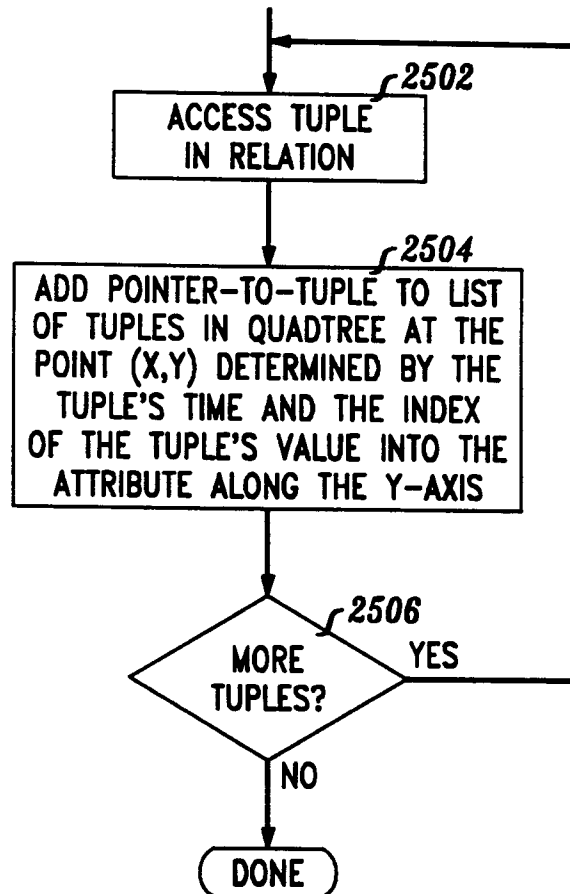 2502
ACCESS TUPLE
IN RELATION
2504
ADD POINTER-TO-TUPLE TO LIST
OF TUPLES IN QUADTREE AT THE
POINT (X,Y) DETERMINED BY THE
TUPLE'S TIME AND THE INDEX
OF THE TUPLE'S VALUE INTO THE
ATTRIBUTE ALONG THE Y-AXIS
2506
MORE
TUPLES?
YES
NO
DONE